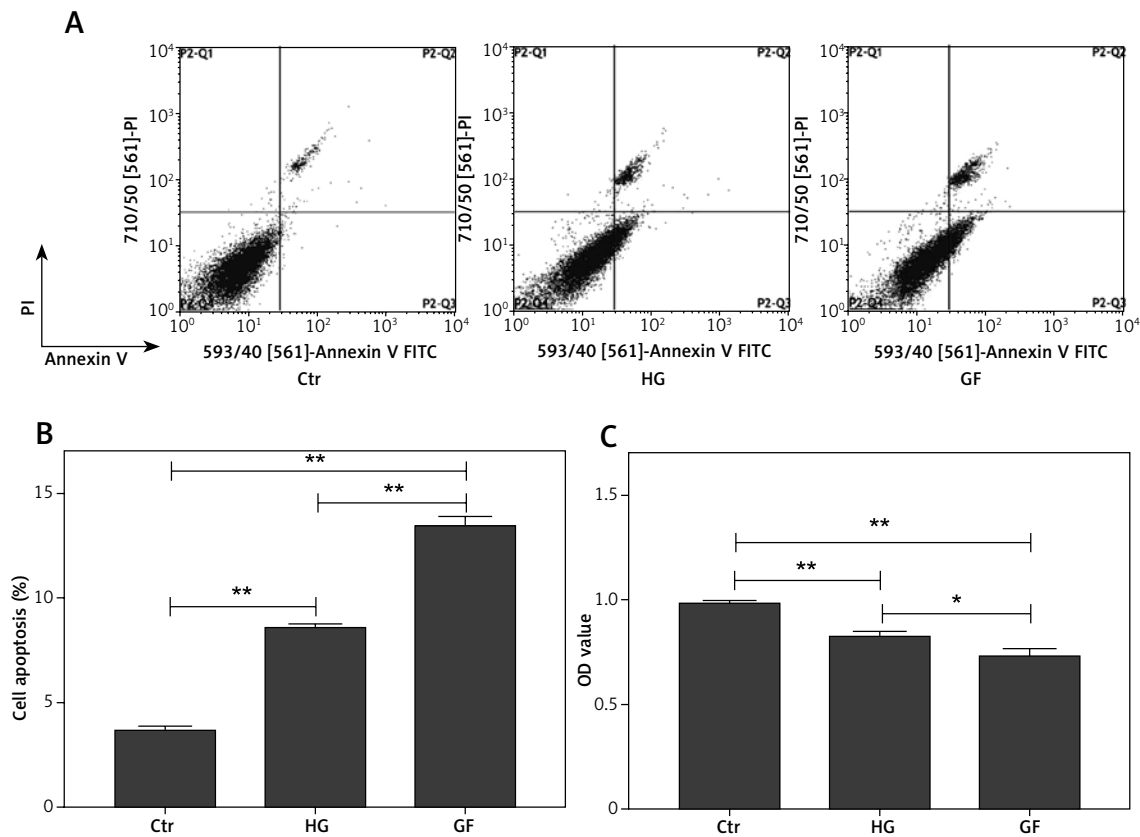 A
P2-Q1 P2-Q2
10⁴
10³
10²
10¹
10⁰
P2-Q3
10⁰ 10¹ 10² 10³ 10⁴
710/50 [561]-PI
593/40 [561]-Annexin V FITC
Ctr
P2-Q1 P2-Q2
10⁴
10³
10²
10¹
10⁰
P2-Q4 P2-Q3
10⁰ 10¹ 10² 10³ 10⁴
710/50 [561]-PI
593/40 [561]-Annexin V FITC
HG
P2-Q1 P2-Q2
10⁴
10³
10²
10¹
10⁰
P2-Q4 P2-Q3
10⁰ 10¹ 10² 10³ 10⁴
710/50 [561]-PI
593/40 [561]-Annexin V FITC
GF
PI
Annexin V
B
Cell apoptosis (%)
15
10
5
0
**
**
**
Ctr HG GF
C
OD value
1.5
1.0
0.5
0
**
**
*
Ctr HG GF